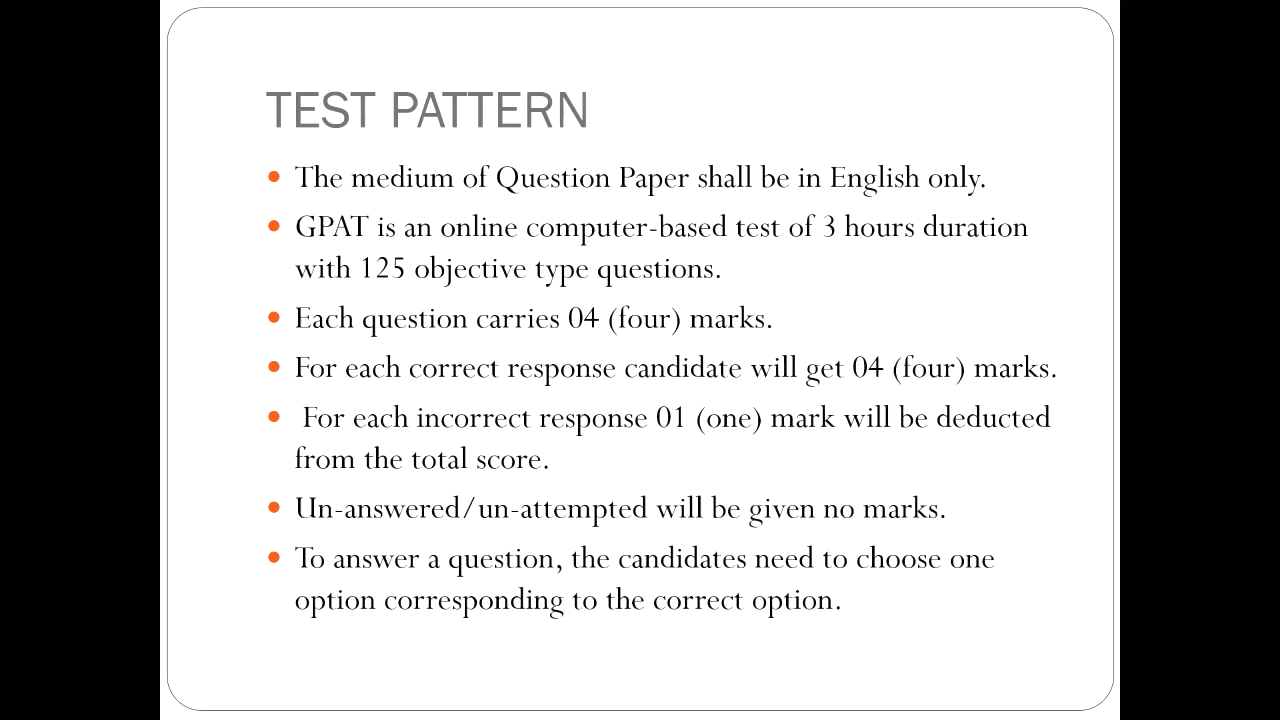 TEST PATTERN
• The medium of Question Paper shall be in English only.
• GPAT is an online computer-based test of 3 hours duration
with 125 objective type questions.
• Each question carries 04 (four) marks.
• For each correct response candidate will get 04 (four) marks.
• For each incorrect response 01 (one) mark will be deducted
from the total score.
• Un-answered/un-attempted will be given no marks.
• To answer a question, the candidates need to choose one
option corresponding to the correct option.